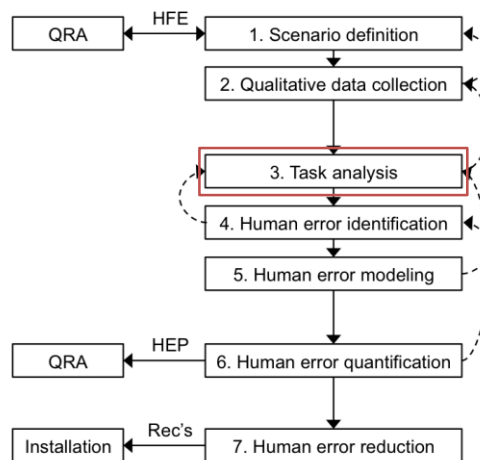 HFE
QRA
1. Scenario definition
2. Qualitative data collection
3. Task analysis
4. Human error identification
5. Human error modeling
HEP
QRA
6. Human error quantification
Rec's
Installation
7. Human error reduction